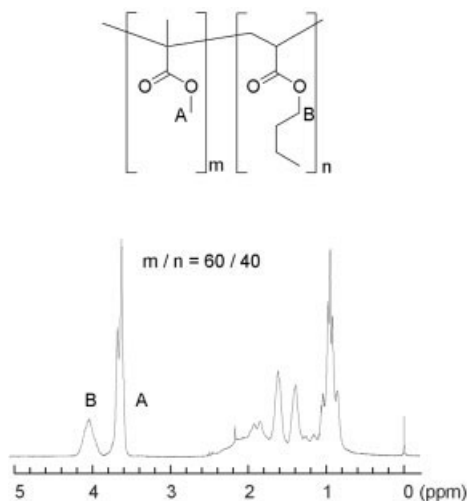 O O O O
A B
m n
m / n = 60 / 40
B A
5 4 3 2 1 0 (ppm)